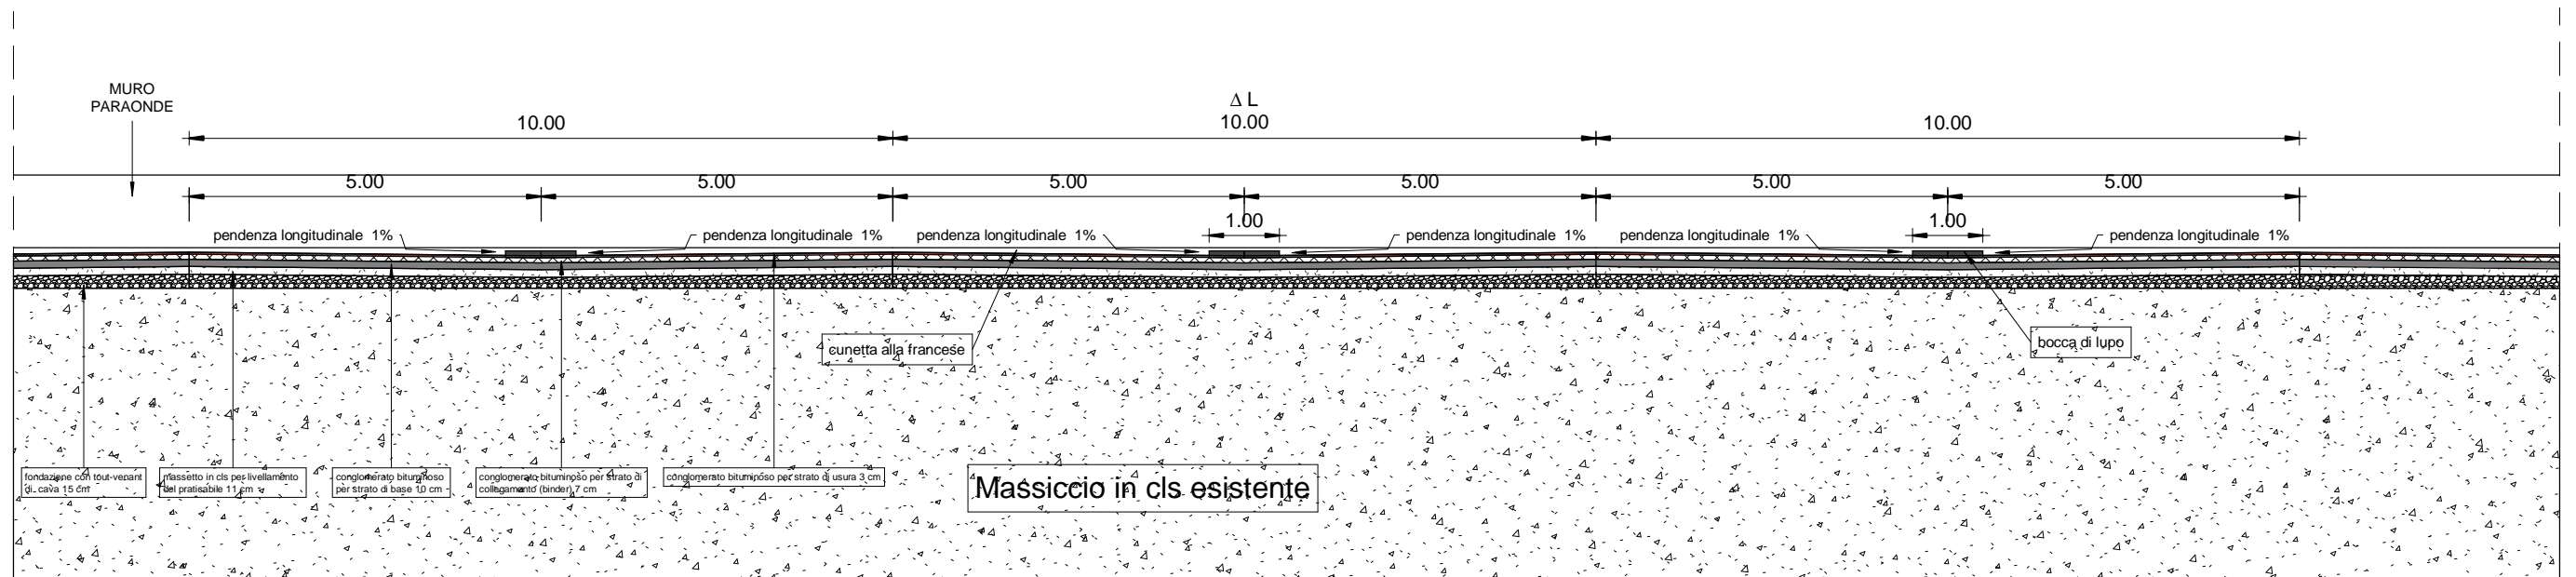 MURO
PARAONDE
Δ L
10.00
10.00
10.00
5.00
5.00
5.00
5.00
5.00
5.00
1.00
1.00
pendenza longitudinale 1%
pendenza longitudinale 1%
pendenza longitudinale 1%
pendenza longitudinale 1%
pendenza longitudinale 1%
pendenza longitudinale 1%
cunetta alla francese
bocca di lupo
fondazione con tout-venant
di cava 15 cm
massetto in cls per livellamento
del pratisabile 11 cm
conglomerato bituminoso
per strato di base 10 cm
conglomerato bituminoso per strato di
collegamento (binder) 7 cm
conglomerato bituminoso per strato di usura 3 cm
Massiccio in cls esistente